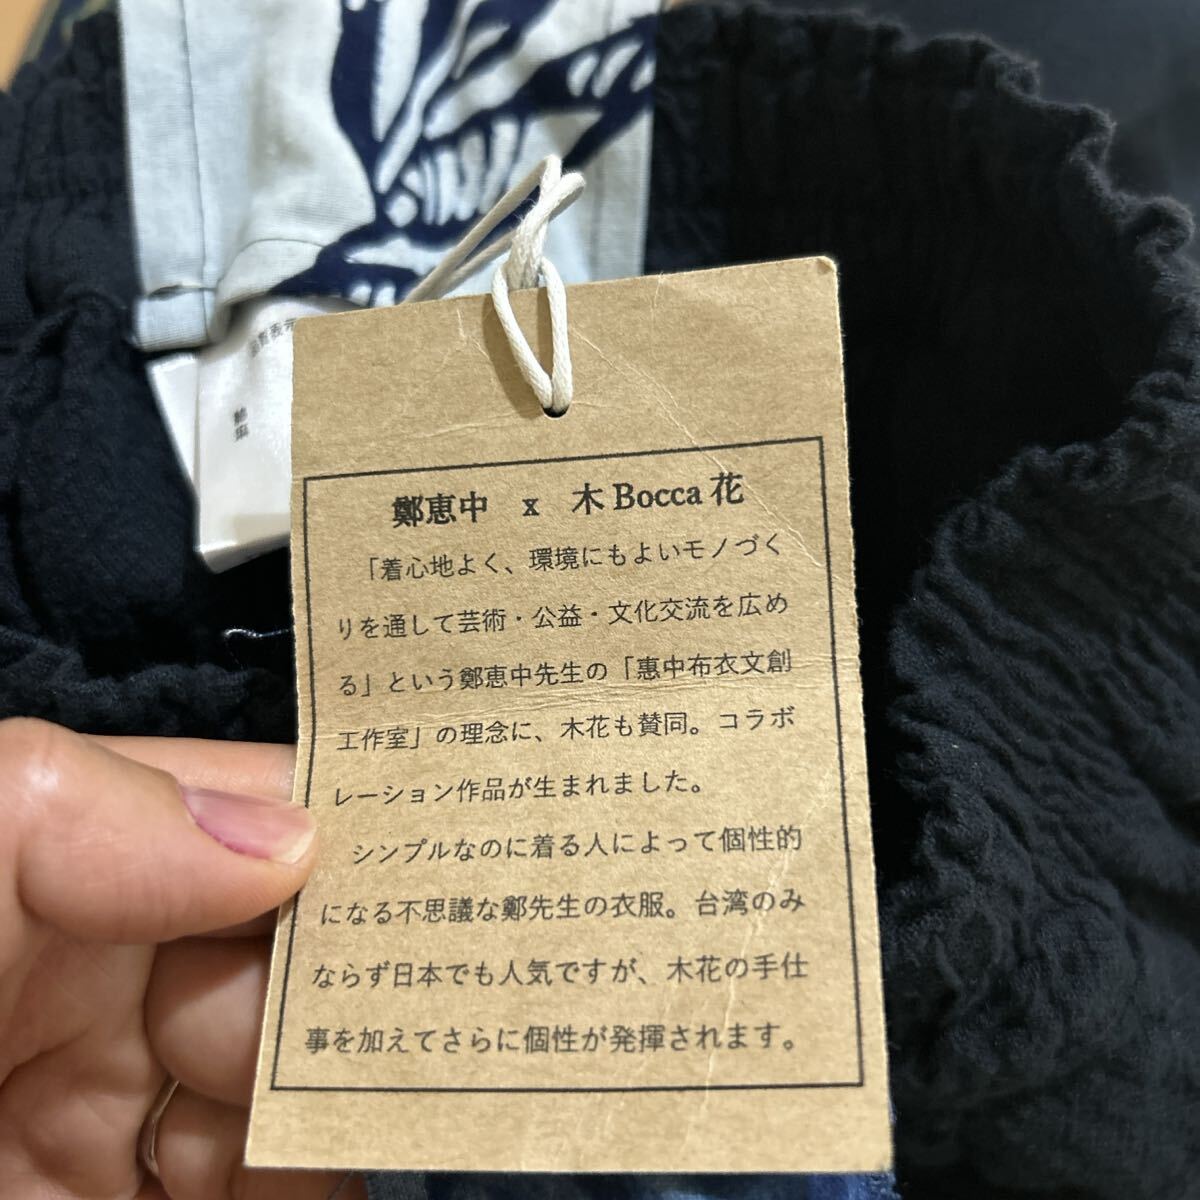 鄭恵中 x 木Bocca花
「着心地よく、環境にもよいモノづく
りを通して芸術・公益・文化交流を広め
る」という鄭恵中先生の「惠中布衣文創
工作室」の理念に、木花も賛同。コラボ
レーション作品が生まれました。
シンプルなのに着る人によって個性的
になる不思議な鄭先生の衣服。台湾のみ
ならず日本でも人気ですが、木花の手仕
事を加えてさらに個性が発揮されます。
品質表示
綿
麻